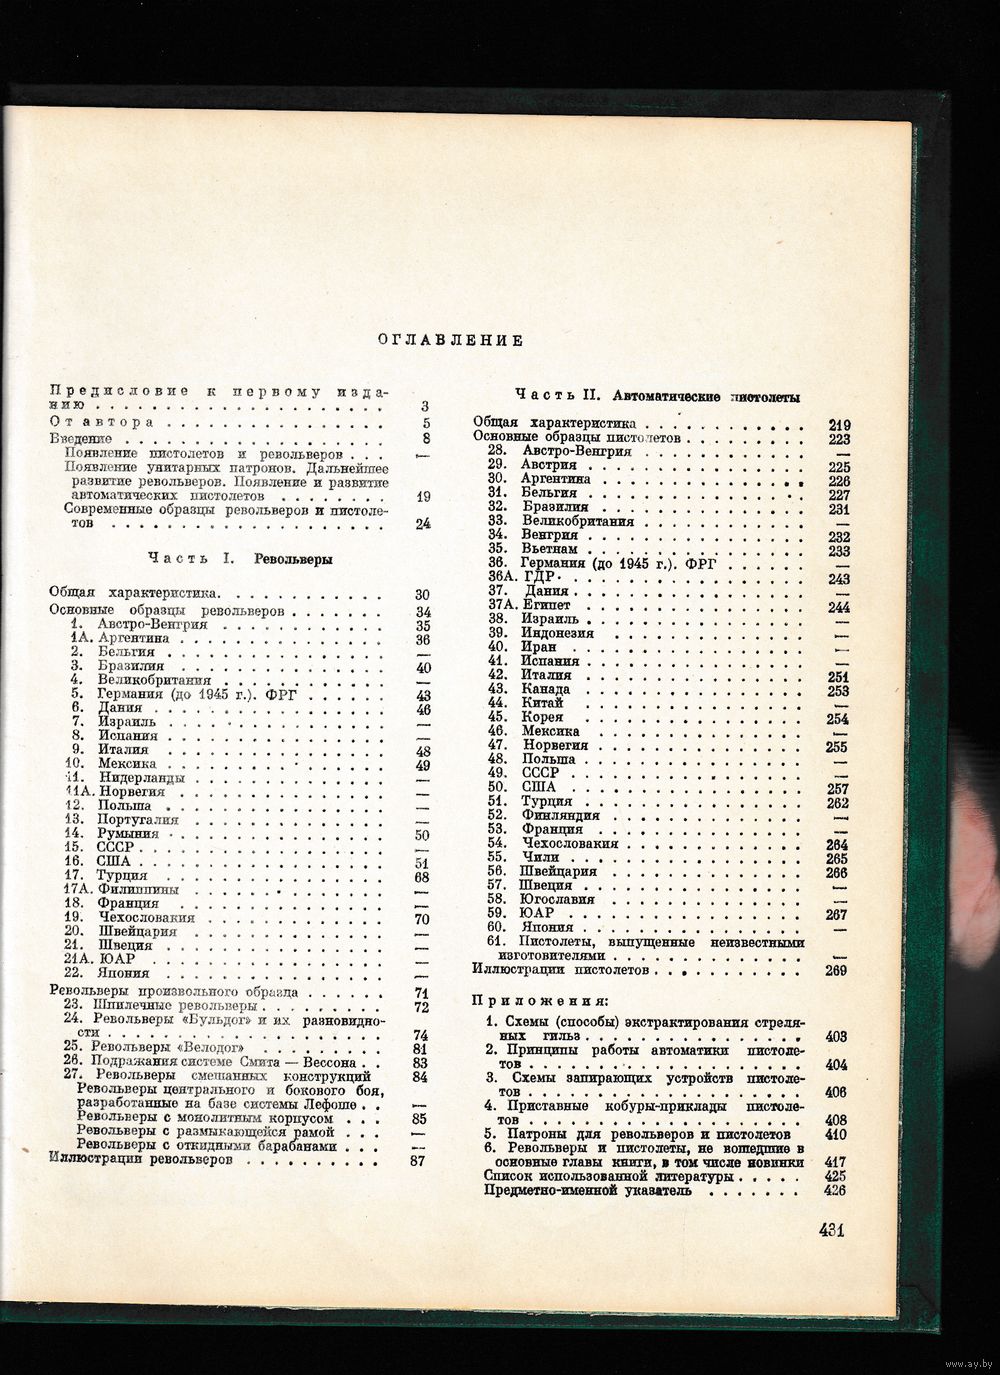 ОГЛАВЛЕНИЕ
Предисловие к первому изда-
нию . . . . . . . . . . . . . . . . . . . 3
От автора . . . . . . . . . . . . . . . 5
Введение . . . . . . . . . . . . . . . . . 8
Появление пистолетов и револьверов . . . —
Появление унитарных патронов. Дальнейшее
развитие револьверов. Появление и развитие
автоматических пистолетов . . . . . . . . 19
Современные образцы револьверов и пистоле-
тов . . . . . . . . . . . . . . . . . 24
Часть I. Револьверы
Общая характеристика. . . . . . . . . . . . 30
Основные образцы револьверов . . . . . . . 34
1. Австро-Венгрия . . . . . . . . . . . . 35
1А. Аргентина . . . . . . . . . . . . . . 36
2. Бельгия . . . . . . . . . . . . . . . —
3. Бразилия . . . . . . . . . . . . . . 40
4. Великобритания . . . . . . . . . . . . —
5. Германия (до 1945 г.). ФРГ . . . . . . 43
6. Дания . . . . . . . . . . . . . . . . 46
7. Израиль . . . . . . . . . . . . . . . —
8. Испания . . . . . . . . . . . . . . . —
9. Италия . . . . . . . . . . . . . . . 48
10. Мексика . . . . . . . . . . . . . . . 49
11. Нидерланды . . . . . . . . . . . . . —
11А. Норвегия . . . . . . . . . . . . . . —
12. Польша . . . . . . . . . . . . . . . —
13. Португалия . . . . . . . . . . . . . —
14. Румыния . . . . . . . . . . . . . . . 50
15. СССР . . . . . . . . . . . . . . . . . —
16. США . . . . . . . . . . . . . . . . . 51
17. Турция . . . . . . . . . . . . . . . 68
17А. Филиппины . . . . . . . . . . . . . —
18. Франция . . . . . . . . . . . . . . —
19. Чехословакия . . . . . . . . . . . . 70
20. Швейцария . . . . . . . . . . . . . —
21. Швеция . . . . . . . . . . . . . . . —
21А. ЮАР . . . . . . . . . . . . . . . . —
22. Япония . . . . . . . . . . . . . . . —
Револьверы произвольного образца . . . . . . 71
23. Шпилечные револьверы . . . . . . . . . 72
24. Револьверы «Бульдог» и их разновидно-
сти . . . . . . . . . . . . . . . . . 74
25. Револьверы «Велодог» . . . . . . . . . 81
26. Подражания системе Смита — Вессона . . 83
27. Револьверы смешанных конструкций 84
Револьверы центрального и бокового боя,
разработанные на базе системы Лефоше . . —
Револьверы с монолитным корпусом . . . 85
Револьверы с размыкающейся рамой . . . —
Револьверы с откидными барабанами . . . —
Иллюстрации револьверов . . . . . . . . . . 87
Часть II. Автоматические пистолеты
Общая характеристика . . . . . . . . . . . . 219
Основные образцы пистолетов . . . . . . . . . 223
28. Австро-Венгрия . . . . . . . . . . . . —
29. Австрия . . . . . . . . . . . . . . . 225
30. Аргентина . . . . . . . . . . . . . . 226
31. Бельгия . . . . . . . . . . . . . . . 227
32. Бразилия . . . . . . . . . . . . . . 231
33. Великобритания . . . . . . . . . . . . —
34. Венгрия . . . . . . . . . . . . . . . 232
35. Вьетнам . . . . . . . . . . . . . . . 233
36. Германия (до 1945 г.). ФРГ . . . . . . —
36А. ГДР . . . . . . . . . . . . . . . . . 243
37. Дания . . . . . . . . . . . . . . . . —
37А. Египет . . . . . . . . . . . . . . . 244
38. Израиль . . . . . . . . . . . . . . . —
39. Индонезия . . . . . . . . . . . . . —
40. Иран . . . . . . . . . . . . . . . . —
41. Испания . . . . . . . . . . . . . . . —
42. Италия . . . . . . . . . . . . . . . 251
43. Канада . . . . . . . . . . . . . . . 253
44. Китай . . . . . . . . . . . . . . . —
45. Корея . . . . . . . . . . . . . . . 254
46. Мексика . . . . . . . . . . . . . . —
47. Норвегия . . . . . . . . . . . . . . 255
48. Польша . . . . . . . . . . . . . . . —
49. СССР . . . . . . . . . . . . . . . . —
50. США . . . . . . . . . . . . . . . . 257
51. Турция . . . . . . . . . . . . . . . 262
52. Финляндия . . . . . . . . . . . . . —
53. Франция . . . . . . . . . . . . . . —
54. Чехословакия . . . . . . . . . . . . 264
55. Чили . . . . . . . . . . . . . . . . 265
56. Швейцария . . . . . . . . . . . . . . 266
57. Швеция . . . . . . . . . . . . . . . —
58. Югославия . . . . . . . . . . . . . —
59. ЮАР . . . . . . . . . . . . . . . . 267
60. Япония . . . . . . . . . . . . . . . —
61. Пистолеты, выпущенные неизвестными
изготовителями . . . . . . . . . . . . —
Иллюстрации пистолетов . . . . . . . . . . . 269
Приложения:
1. Схемы (способы) экстрактирования стреля-
ных гильз . . . . . . . . . . . . . . . 403
2. Принципы работы автоматики пистоле-
тов . . . . . . . . . . . . . . . . . . 404
3. Схемы запирающих устройств пистоле-
тов . . . . . . . . . . . . . . . . . . 406
4. Приставные кобуры-приклады пистоле-
тов . . . . . . . . . . . . . . . . . . 408
5. Патроны для револьверов и пистолетов 410
6. Револьверы и пистолеты, не вошедшие в
основные главы книги, в том числе новинки 417
Список использованной литературы . . . . . 425
Предметно-именной указатель . . . . . . . 426
431
www.ay.by